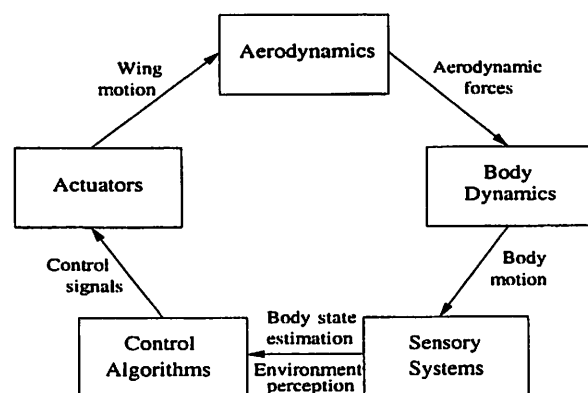 Aerodynamics
Wing
motion
Aerodynamic
forces
Actuators
Body
Dynamics
Control
signals
Body
motion
Control
Algorithms
Body state
estimation
Environment
perception
Sensory
Systems